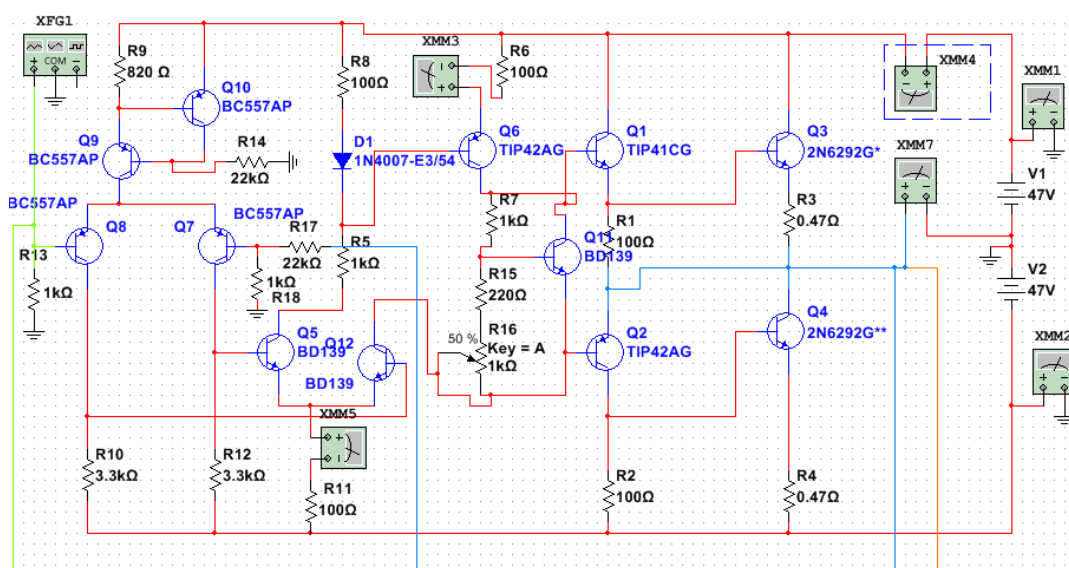 XFG1
COM
R9
820 Ω
Q10
BC557AP
Q9
BC557AP
R14
22kΩ
R8
100Ω
D1
1N4007-E3/54
XMM3
R6
100Ω
Q6
TIP42AG
Q1
TIP41CG
Q3
2N6292G*
XMM4
XMM1
XMM7
V1
47V
BC557AP
Q8
BC557AP
Q7
R17
22kΩ
R13
1kΩ
1kΩ
R18
R5
1kΩ
R7
1kΩ
Q11
BD139
R1
100Ω
R3
0.47Ω
V2
47V
R15
220Ω
Q5
BD139
Q12
BD139
50 %
R16
Key = A
1kΩ
Q2
TIP42AG
Q4
2N6292G**
XMM2
XMM5
R10
3.3kΩ
R12
3.3kΩ
R11
100Ω
R2
100Ω
R4
0.47Ω